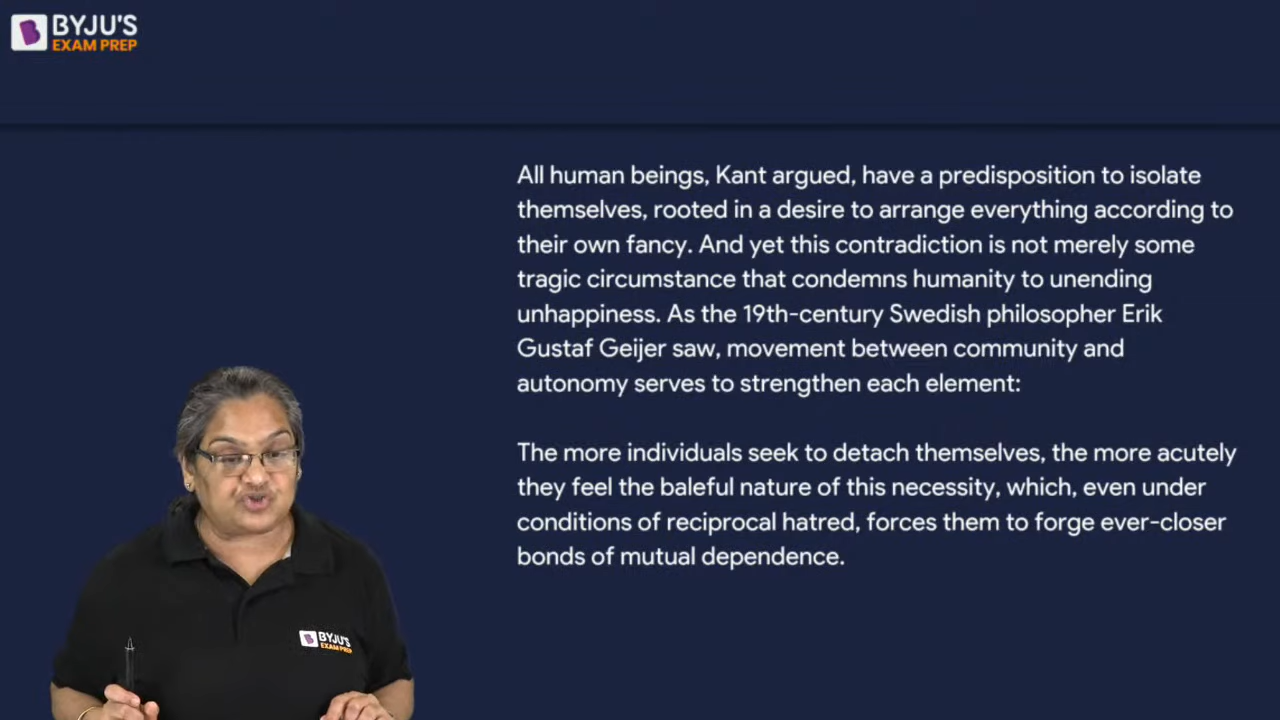 BYJU'S
EXAM PREP
All human beings, Kant argued, have a predisposition to isolate
themselves, rooted in a desire to arrange everything according to
their own fancy. And yet this contradiction is not merely some
tragic circumstance that condemns humanity to unending
unhappiness. As the 19th-century Swedish philosopher Erik
Gustaf Geijer saw, movement between community and
autonomy serves to strengthen each element:
The more individuals seek to detach themselves, the more acutely
they feel the baleful nature of this necessity, which, even under
conditions of reciprocal hatred, forces them to forge ever-closer
bonds of mutual dependence.
BYJU'S
EXAM PREP